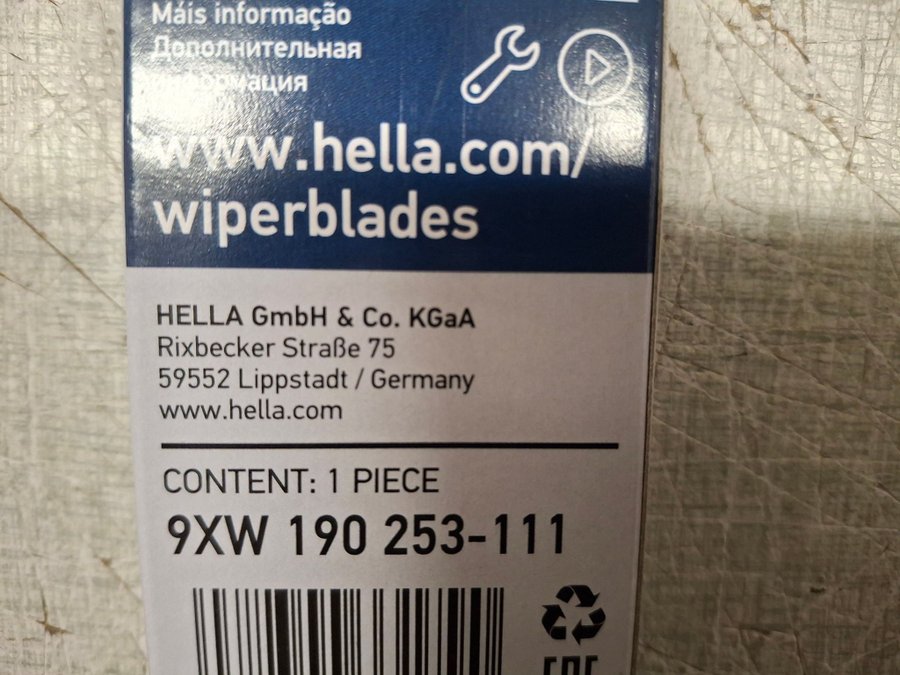 Máis informação
Дополнительная
информация
www.hella.com/
wiperblades
HELLA GmbH & Co. KGaA
Rixbecker Straße 75
59552 Lippstadt / Germany
www.hella.com
CONTENT: 1 PIECE
9XW 190 253-111